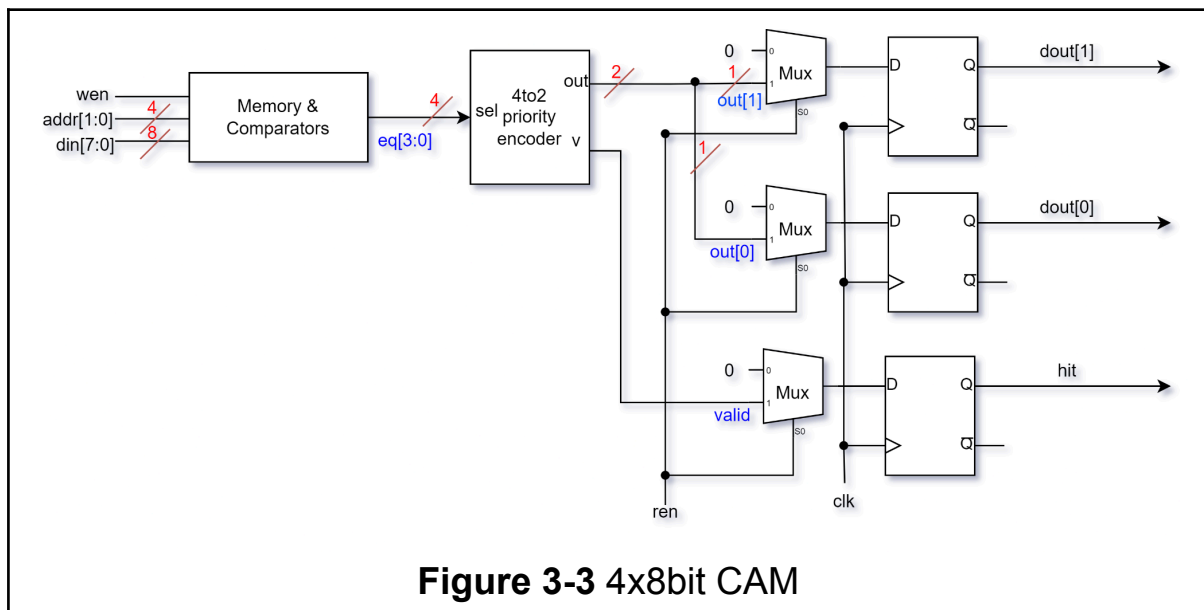 wen
addr[1:0]
4
din[7:0]
8
Memory &
Comparators
4
eq[3:0]
sel
4to2
priority
encoder
out
v
2
1
out[1]
1
out[0]
valid
0
0
1
Mux
S0
0
0
1
Mux
S0
0
0
1
Mux
S0
ren
clk
D
Q
Q
dout[1]
D
Q
Q
dout[0]
D
Q
Q
hit
Figure 3-3 4x8bit CAM